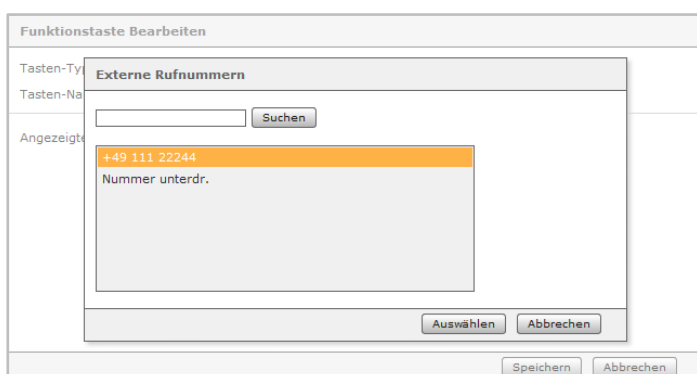 Funktionstaste Bearbeiten
Tasten-Ty
Externe Rufnummern
Tasten-Na
Suchen
Angezeigte
+49 111 22244
Nummer unterdr.
Auswählen Abbrechen
Speichern Abbrechen